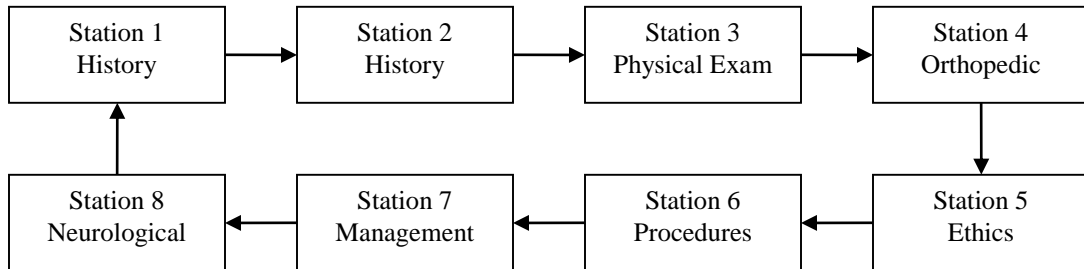 Station 1
History
Station 2
History
Station 3
Physical Exam
Station 4
Orthopedic
Station 5
Ethics
Station 6
Procedures
Station 7
Management
Station 8
Neurological